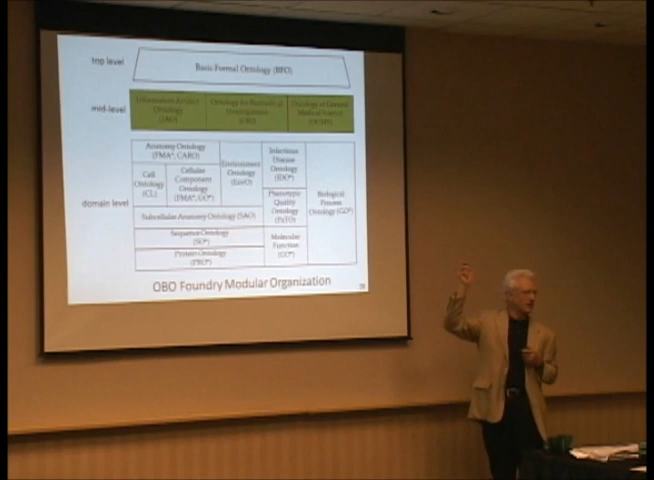 top level
Basic Formal Ontology (BFO)
mid-level
Information Artifact
Ontology
(IAO)
Ontology for Biomedical
Investigations
(OBI)
Ontology of General
Medical Science
(OGMS)
domain level
Anatomy Ontology
(FMA*, CARO)
Cell
Ontology
(CL)
Cellular
Component
Ontology
(FMA*, GO*)
Environment
Ontology
(EnvO)
Subcellular Anatomy Ontology (SAO)
Sequence Ontology
(SO*)
Protein Ontology
(PRO*)
Infectious
Disease
Ontology
(IDO*)
Phenotypic
Quality
Ontology
(PaTO)
Molecular
Function
(GO*)
Biological
Process
Ontology (GO*)
OBO Foundry Modular Organization